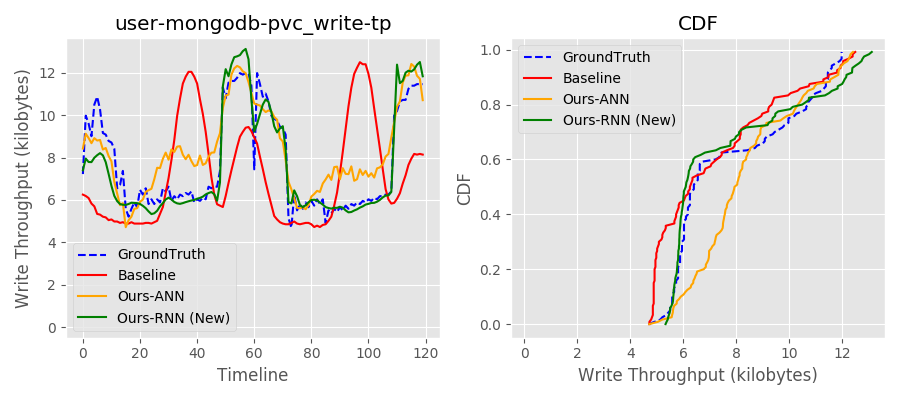 user-mongodb-pvc_write-tp
Write Throughput (kilobytes)
12
10
8
6
4
2
0
GroundTruth
Baseline
Ours-ANN
Ours-RNN (New)
0 20 40 60 80 100 120
Timeline
CDF
CDF
1.0
0.8
0.6
0.4
0.2
0.0
GroundTruth
Baseline
Ours-ANN
Ours-RNN (New)
0 2 4 6 8 10 12
Write Throughput (kilobytes)